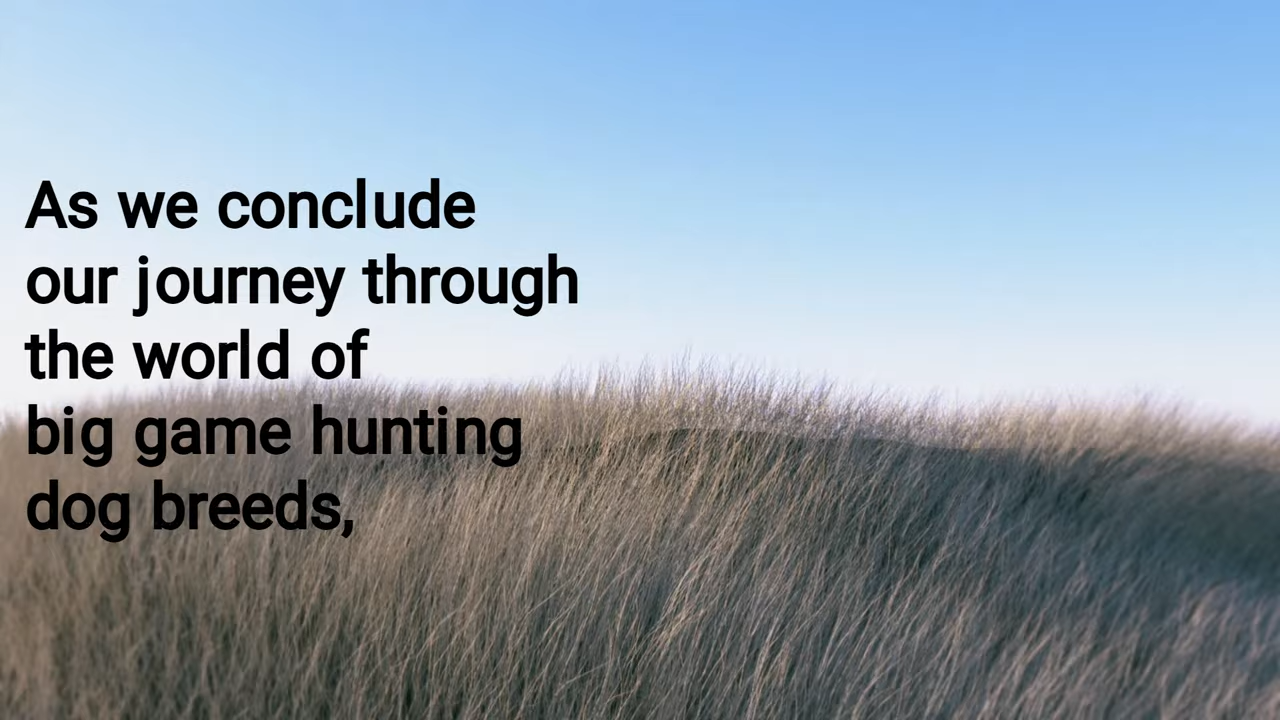 As we conclude
our journey through
the world of
big game hunting
dog breeds,